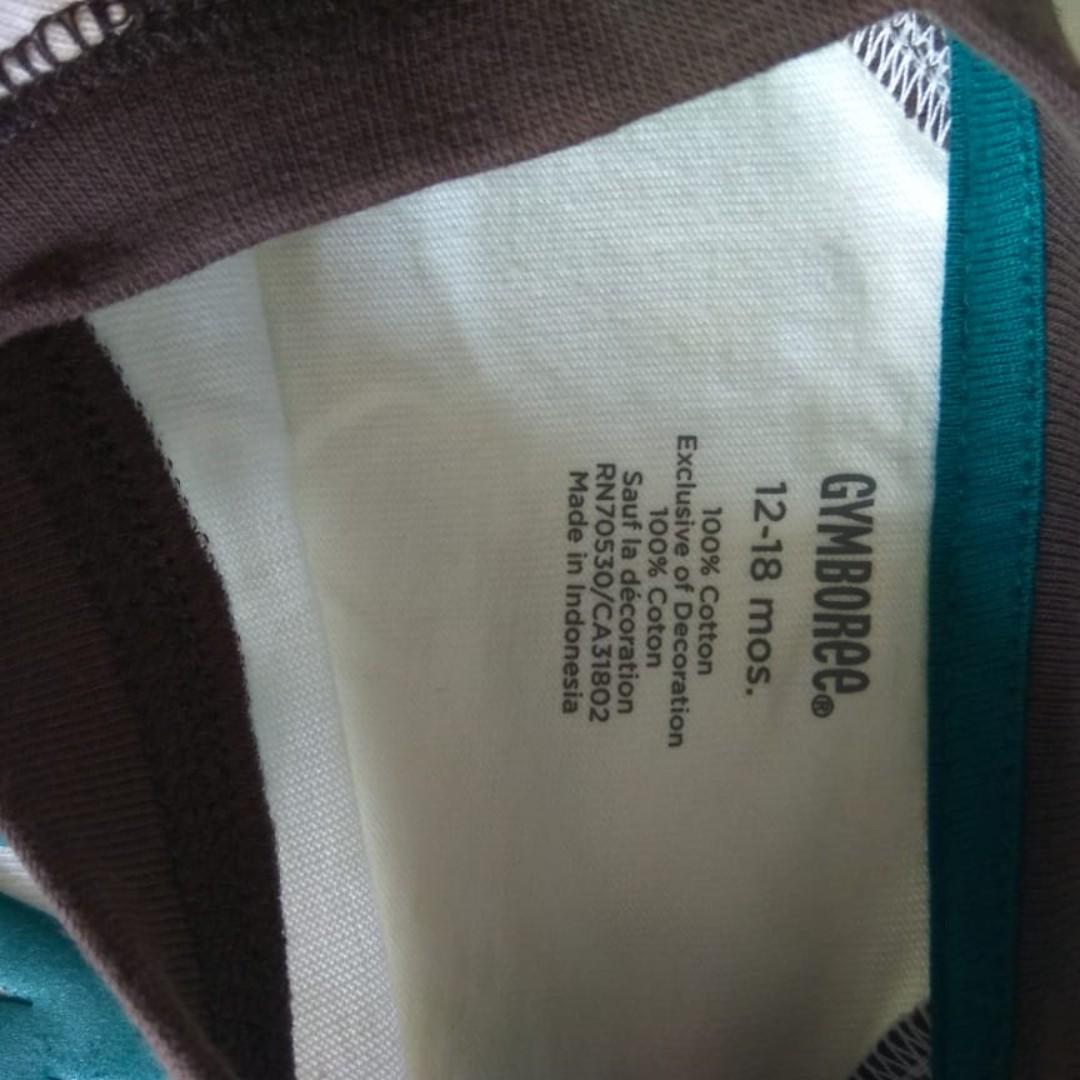 GYMBOREE®
12-18 mos.
100% Cotton
Exclusive of Decoration
100% Coton
Sauf la décoration
RN70530/CA31802
Made in Indonesia